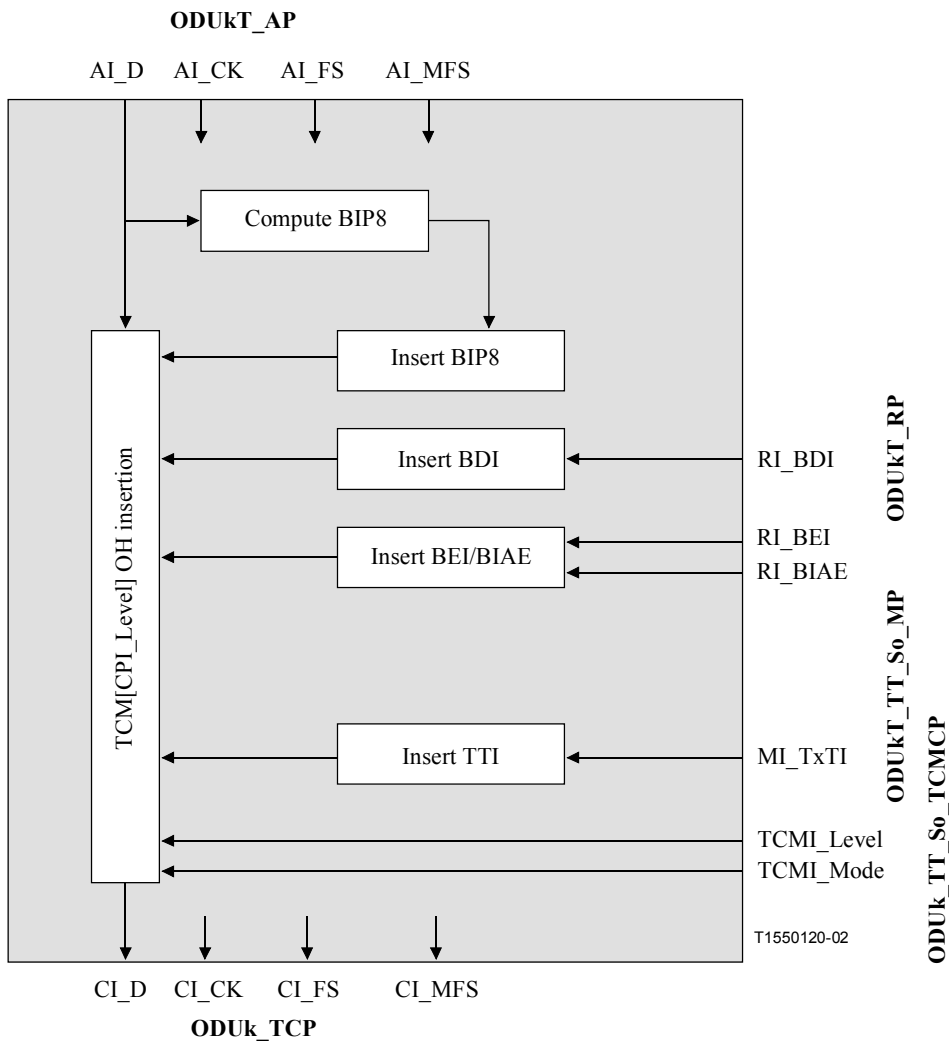 ODUkT_AP
AI_D AI_CK AI_FS AI_MFS
Compute BIP8
Insert BIP8
Insert BDI
RI_BDI
ODUkT_RP
Insert BEI/BIAE
RI_BEI
RI_BIAE
TCM[CPI_Level] OH insertion
Insert TTI
MI_TxTI
ODUkT_TT_So_MP
TCMI_Level
TCMI_Mode
ODUk_TT_So_TCMCP
T1550120-02
CI_D CI_CK CI_FS CI_MFS
ODUk_TCP